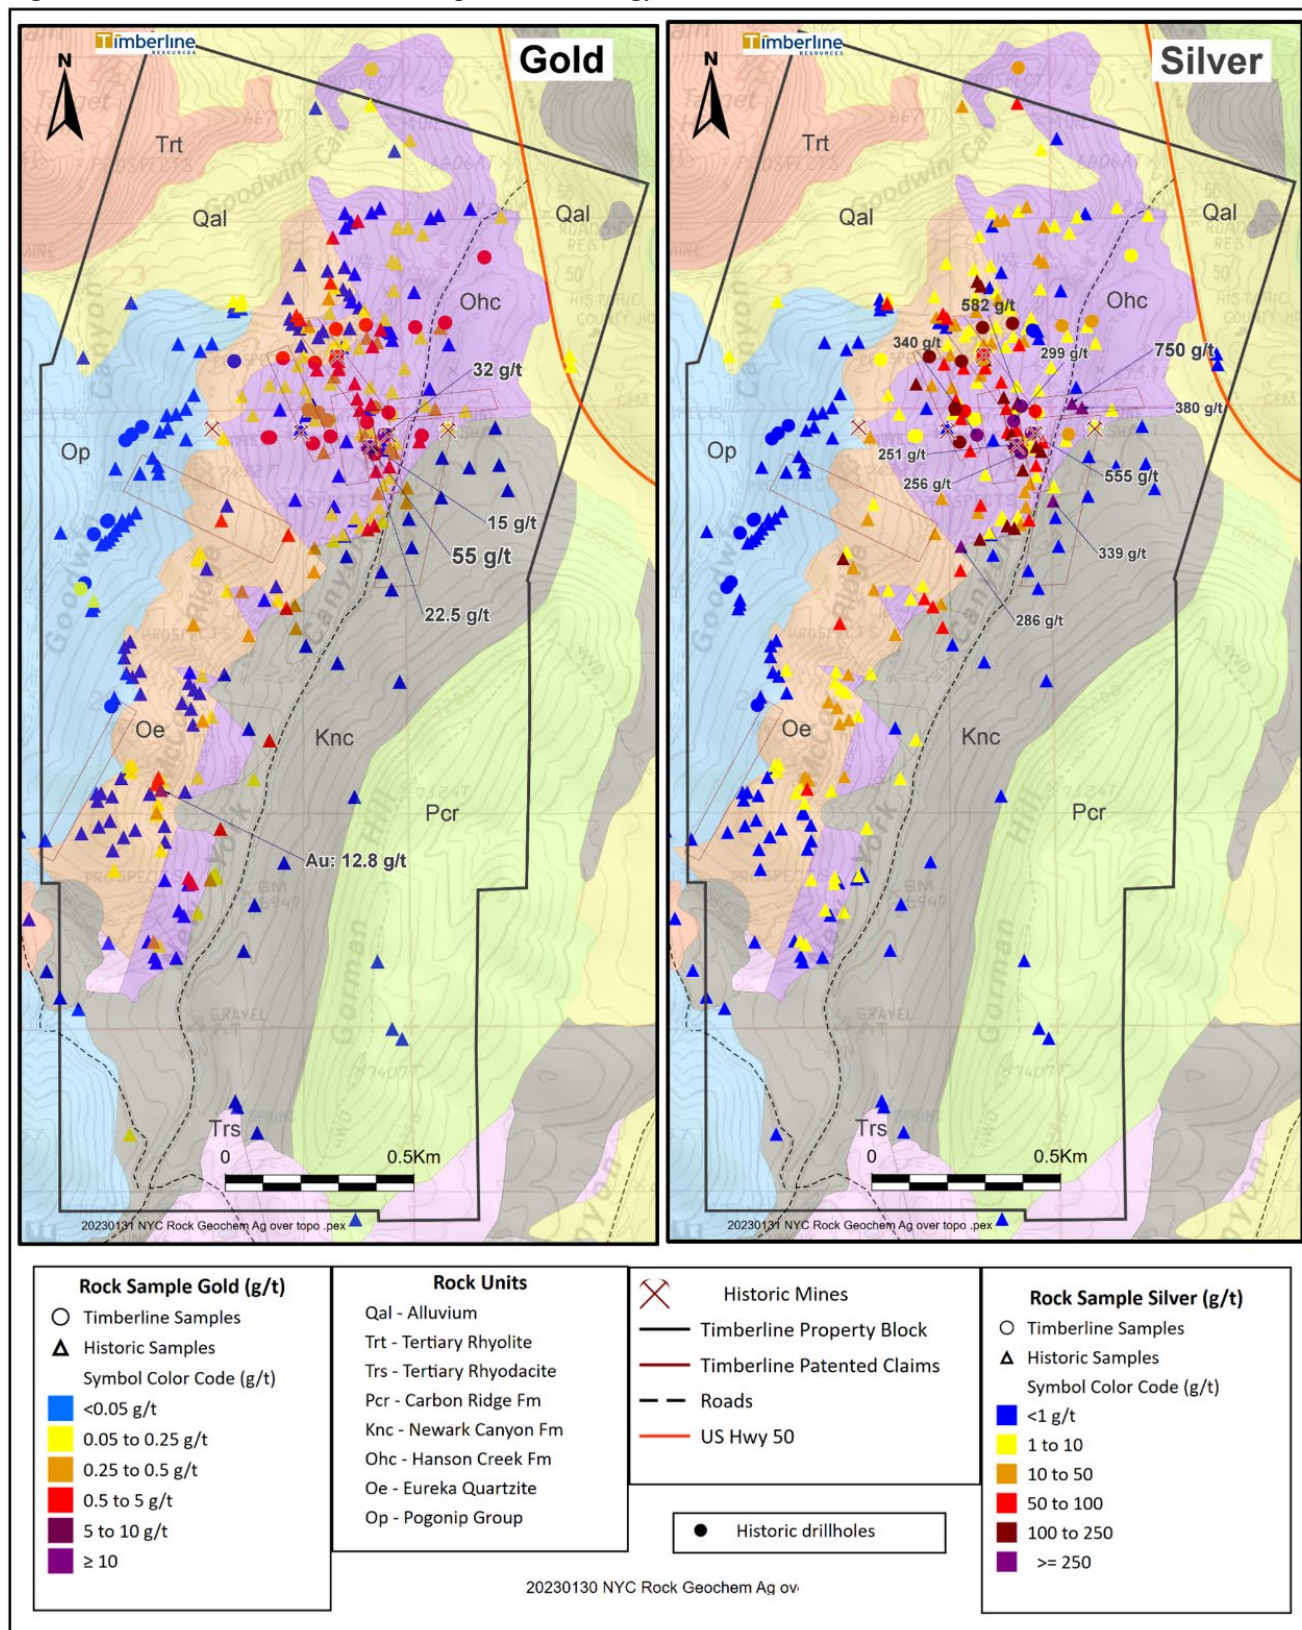 Timberline
RESOURCES
Gold
N
Trt
Qal
Qal
Ohc
32 g/t
Op
15 g/t
55 g/t
22.5 g/t
Oe
Knc
Pcr
Au: 12.8 g/t
GRAVEL
Trs
0
0.5Km
20230131 NYC Rock Geochem Ag over topo .pex
Timberline
RESOURCES
Silver
N
Trt
Qal
Qal
Ohc
582 g/t
340 g/t
299 g/t
750 g/t
380 g/t
Op
251 g/t
256 g/t
555 g/t
339 g/t
286 g/t
Oe
Knc
Pcr
GRAVEL
Trs
0
0.5Km
20230131 NYC Rock Geochem Ag over topo .pex
Rock Sample Gold (g/t)
Timberline Samples
Historic Samples
Symbol Color Code (g/t)
<0.05 g/t
0.05 to 0.25 g/t
0.25 to 0.5 g/t
0.5 to 5 g/t
5 to 10 g/t
≥ 10
Rock Units
Qal - Alluvium
Trt - Tertiary Rhyolite
Trs - Tertiary Rhyodacite
Pcr - Carbon Ridge Fm
Knc - Newark Canyon Fm
Ohc - Hanson Creek Fm
Oe - Eureka Quartzite
Op - Pogonip Group
Historic Mines
Timberline Property Block
Timberline Patented Claims
Roads
US Hwy 50
Historic drillholes
20230130 NYC Rock Geochem Ag ov
Rock Sample Silver (g/t)
Timberline Samples
Historic Samples
Symbol Color Code (g/t)
<1 g/t
1 to 10
10 to 50
50 to 100
100 to 250
>= 250